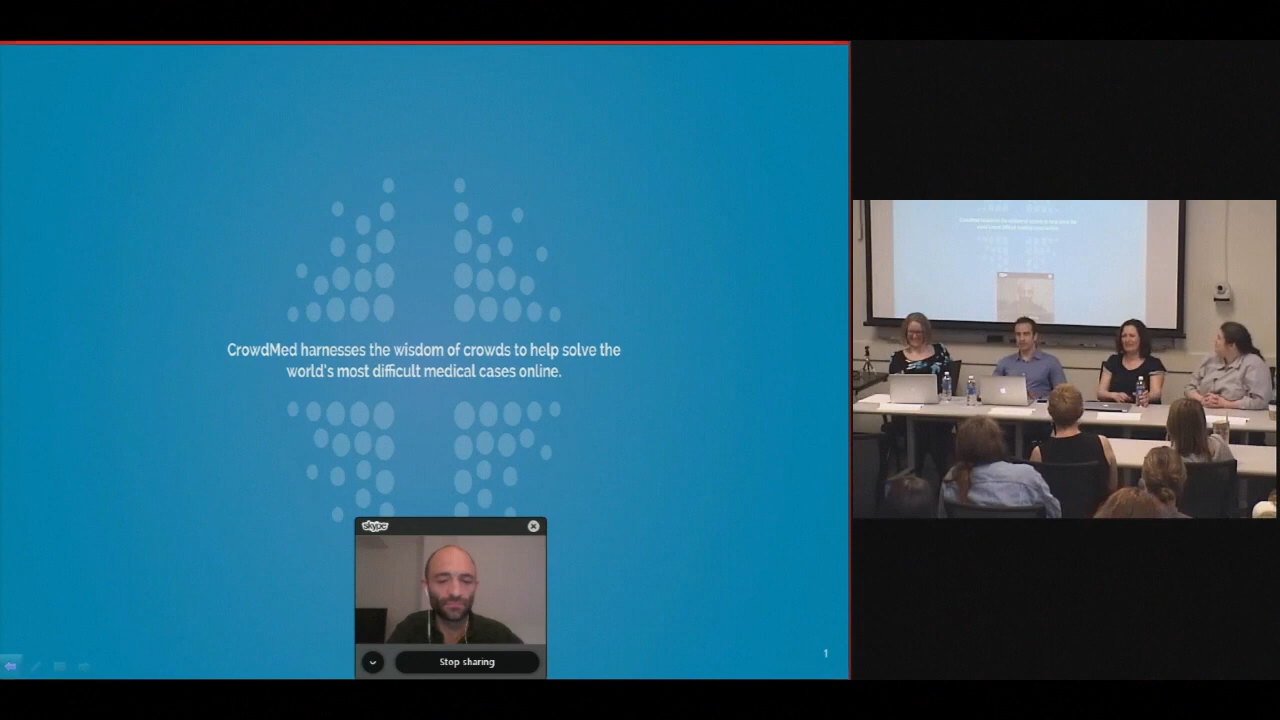 CrowdMed harnesses the wisdom of crowds to help solve the
world's most difficult medical cases online.
skype
Stop sharing
1